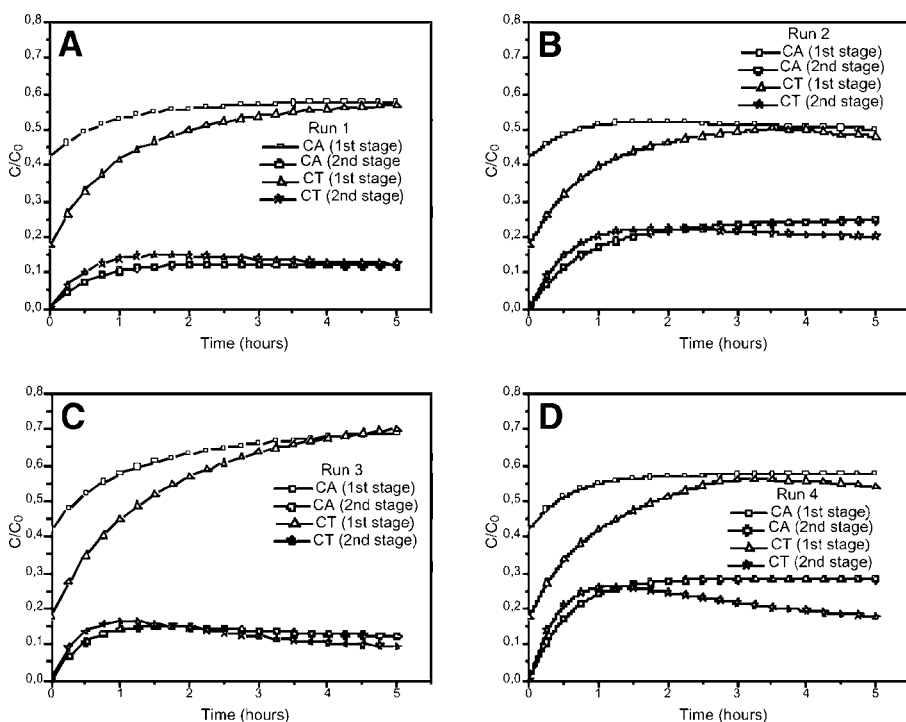 A
0,8
0,7
0,6
0,5
0,4
0,3
0,2
0,1
0,0
C/C0
Run 1
CA (1st stage)
CA (2nd stage)
CT (1st stage)
CT (2nd stage)
0 1 2 3 4 5
Time (hours)
B
0,8
0,7
0,6
0,5
0,4
0,3
0,2
0,1
0,0
Run 2
CA (1st stage)
CA (2nd stage)
CT (1st stage)
CT (2nd stage)
0 1 2 3 4 5
Time (hours)
C
0,8
0,7
0,6
0,5
0,4
0,3
0,2
0,1
0,0
C/C0
Run 3
CA (1st stage)
CA (2nd stage)
CT (1st stage)
CT (2nd stage)
0 1 2 3 4 5
Time (hours)
D
0,8
0,7
0,6
0,5
0,4
0,3
0,2
0,1
0,0
Run 4
CA (1st stage)
CA (2nd stage)
CT (1st stage)
CT (2nd stage)
0 1 2 3 4 5
Time (hours)